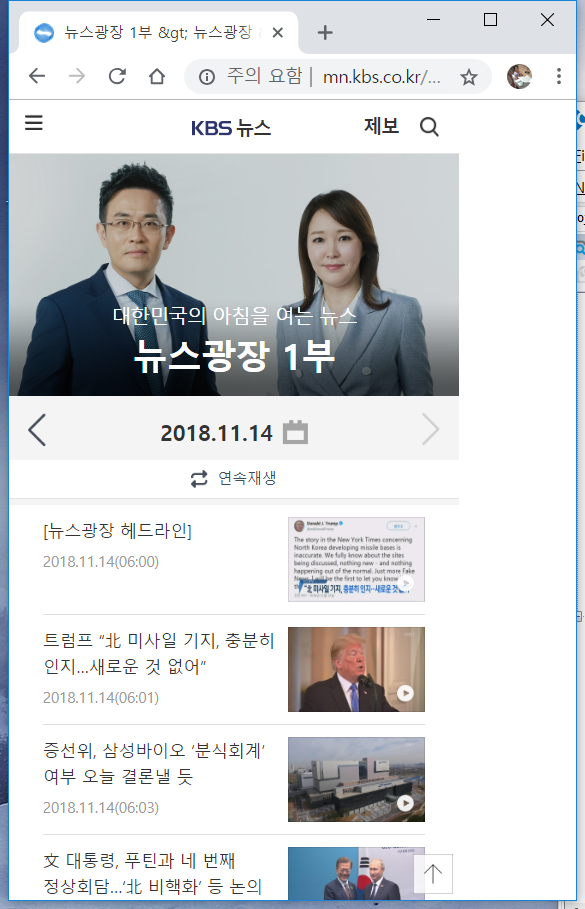 뉴스광장 1부 &gt; 뉴스광장
주의 요함 | mn.kbs.co.kr/...
KBS 뉴스
제보
대한민국의 아침을 여는 뉴스
뉴스광장 1부
2018.11.14
연속재생
[뉴스광장 헤드라인]
2018.11.14(06:00)
Donald J. Trump
The story in the New York Times concerning
North Korea developing missile bases is
inaccurate. We fully know about the sites
being discussed, nothing new - and nothing
happening out of the normal. Just more Fake
News. I will be the first to let you know
"北 미사일 기지, 충분히 인지…새로운 것 없어"
트럼프 “北 미사일 기지, 충분히
인지…새로운 것 없어”
2018.11.14(06:01)
증선위, 삼성바이오 ‘분식회계’
여부 오늘 결론낼 듯
2018.11.14(06:03)
文 대통령, 푸틴과 네 번째
정상회담…‘北 비핵화’ 등 논의